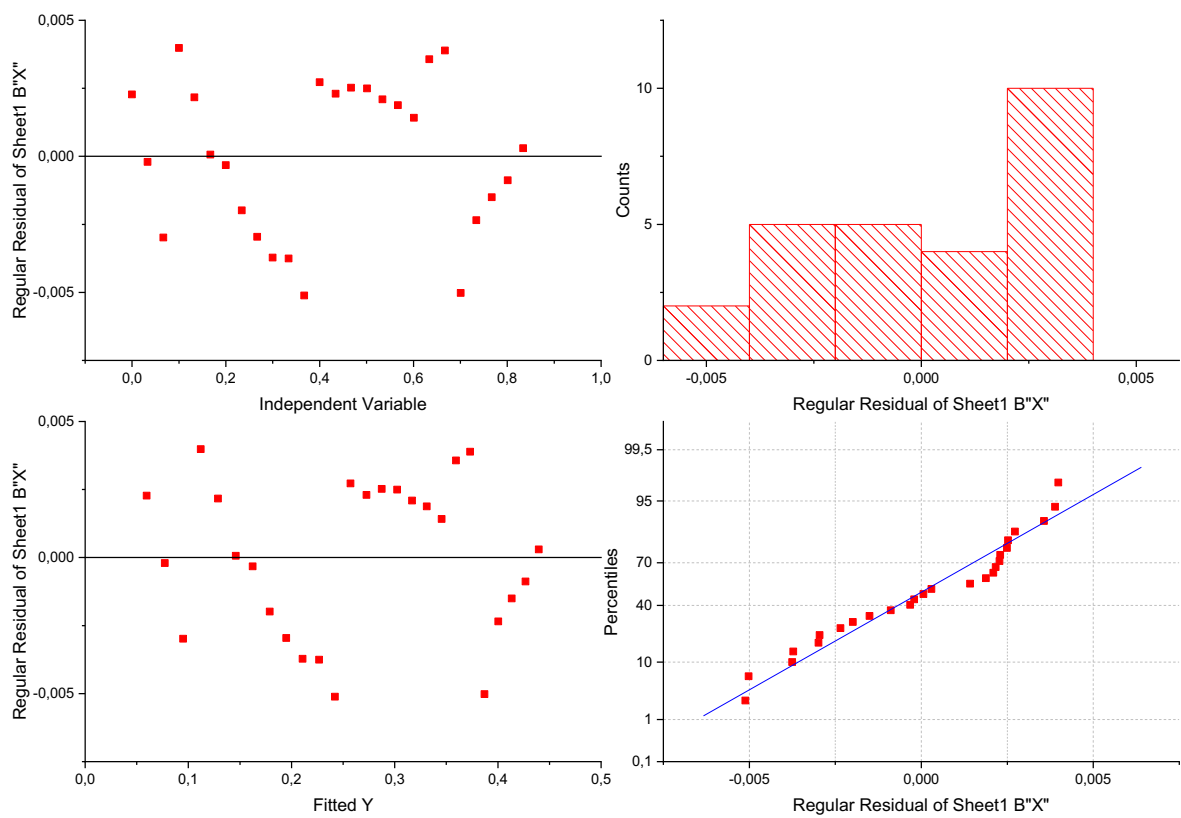 0,005
0,000
-0,005
Regular Residual of Sheet1 B"X"
0,0 0,2 0,4 0,6 0,8 1,0
Independent Variable
10
5
0
Counts
-0,005 0,000 0,005
Regular Residual of Sheet1 B"X"
0,005
0,000
-0,005
Regular Residual of Sheet1 B"X"
0,0 0,1 0,2 0,3 0,4 0,5
Fitted Y
99,5
95
70
40
10
1
0,1
Percentiles
-0,005 0,000 0,005
Regular Residual of Sheet1 B"X"